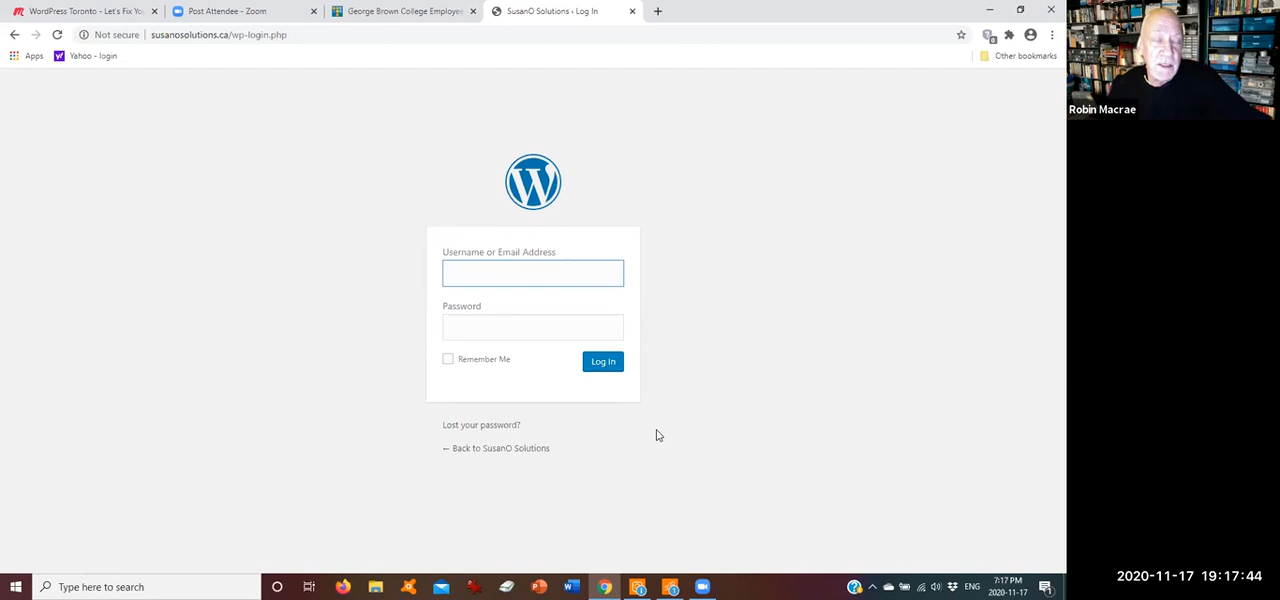 WordPress Toronto - Let's Fix Yo
Post Attendee - Zoom
George Brown College Employee
SusanO Solutions ‹ Log In
Not secure
susanosolutions.ca/wp-login.php
Apps
Yahoo - login
Other bookmarks
Robin Macrae
Username or Email Address
Password
Remember Me
Log In
Lost your password?
← Back to SusanO Solutions
Type here to search
ENG
7:17 PM
2020-11-17
2020-11-17 19:17:44